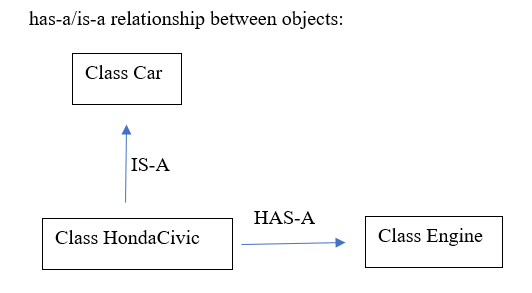 has-a/is-a relationship between objects:
Class Car
IS-A
HAS-A
Class HondaCivic
Class Engine